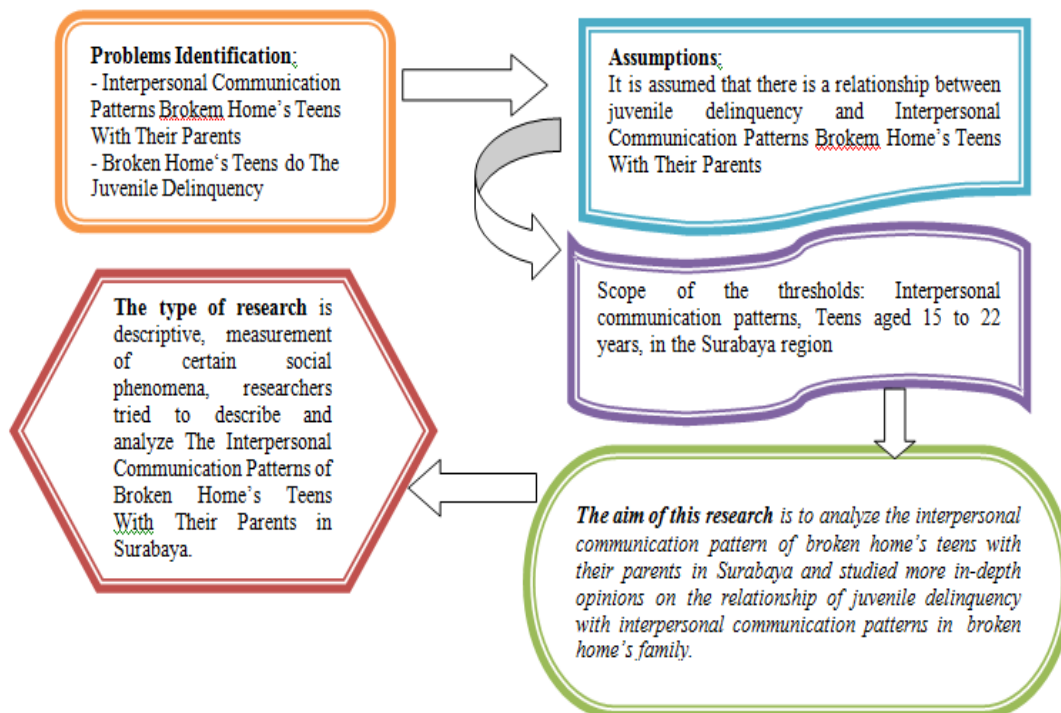 Problems Identification:
- Interpersonal Communication
Patterns Brokem Home’s Teens
With Their Parents
- Broken Home‘s Teens do The
Juvenile Delinquency
Assumptions:
It is assumed that there is a relationship between
juvenile delinquency and Interpersonal
Communication Patterns Brokem Home’s Teens
With Their Parents
Scope of the thresholds: Interpersonal
communication patterns, Teens aged 15 to 22
years, in the Surabaya region
The aim of this research is to analyze the interpersonal
communication pattern of broken home’s teens with
their parents in Surabaya and studied more in-depth
opinions on the relationship of juvenile delinquency
with interpersonal communication patterns in broken
home’s family.
The type of research is
descriptive, measurement
of certain social
phenomena, researchers
tried to describe and
analyze The Interpersonal
Communication Patterns of
Broken Home’s Teens
With Their Parents in
Surabaya.